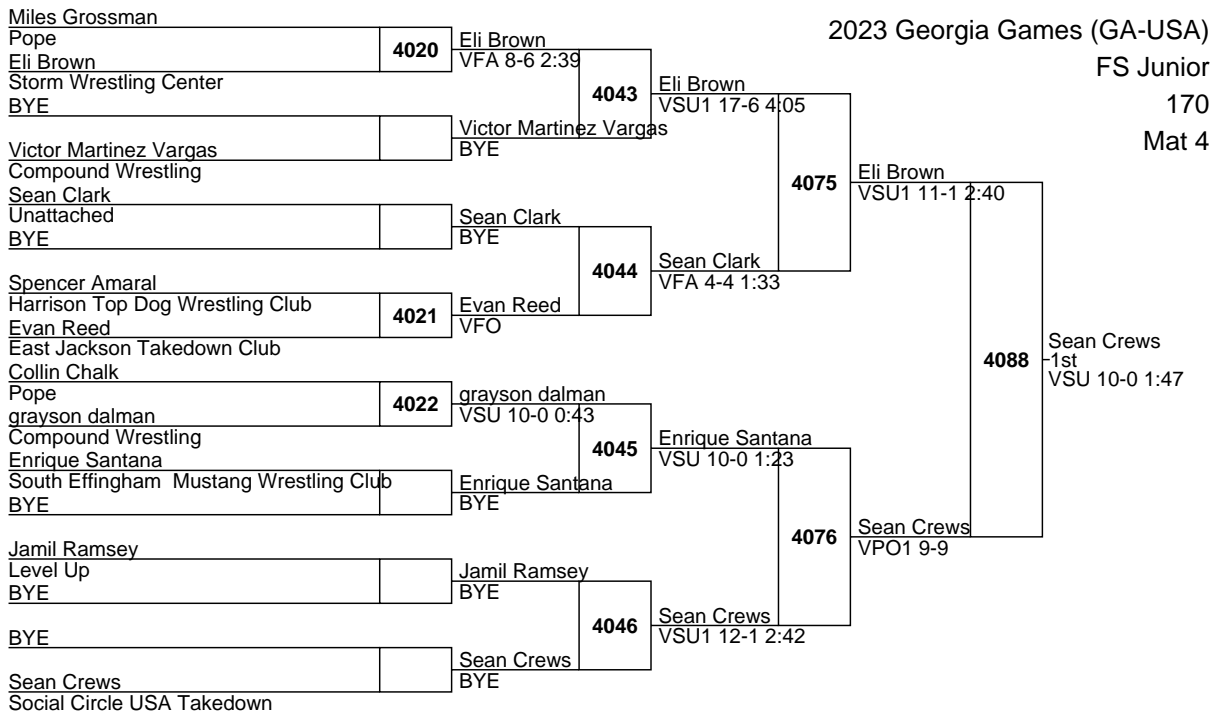 2023 Georgia Games (GA-USA)
FS Junior
170
Mat 4
Miles Grossman
Pope
Eli Brown
Storm Wrestling Center
BYE
Victor Martinez Vargas
Compound Wrestling
Sean Clark
Unattached
BYE
Spencer Amaral
Harrison Top Dog Wrestling Club
Evan Reed
East Jackson Takedown Club
Collin Chalk
Pope
grayson dalman
Compound Wrestling
Enrique Santana
South Effingham  Mustang Wrestling Club
BYE
Jamil Ramsey
Level Up
BYE
BYE
Sean Crews
Social Circle USA Takedown
4020
4021
4022
Eli Brown
VFA 8-6 2:39
Victor Martinez Vargas
BYE
Sean Clark
BYE
Evan Reed
VFO
grayson dalman
VSU 10-0 0:43
Enrique Santana
BYE
Jamil Ramsey
BYE
Sean Crews
BYE
4043
4044
4045
4046
Eli Brown
VSU1 17-6 4:05
Sean Clark
VFA 4-4 1:33
Enrique Santana
VSU 10-0 1:23
Sean Crews
VSU1 12-1 2:42
4075
4076
Eli Brown
VSU1 11-1 2:40
Sean Crews
VPO1 9-9
4088
Sean Crews
1st
VSU 10-0 1:47